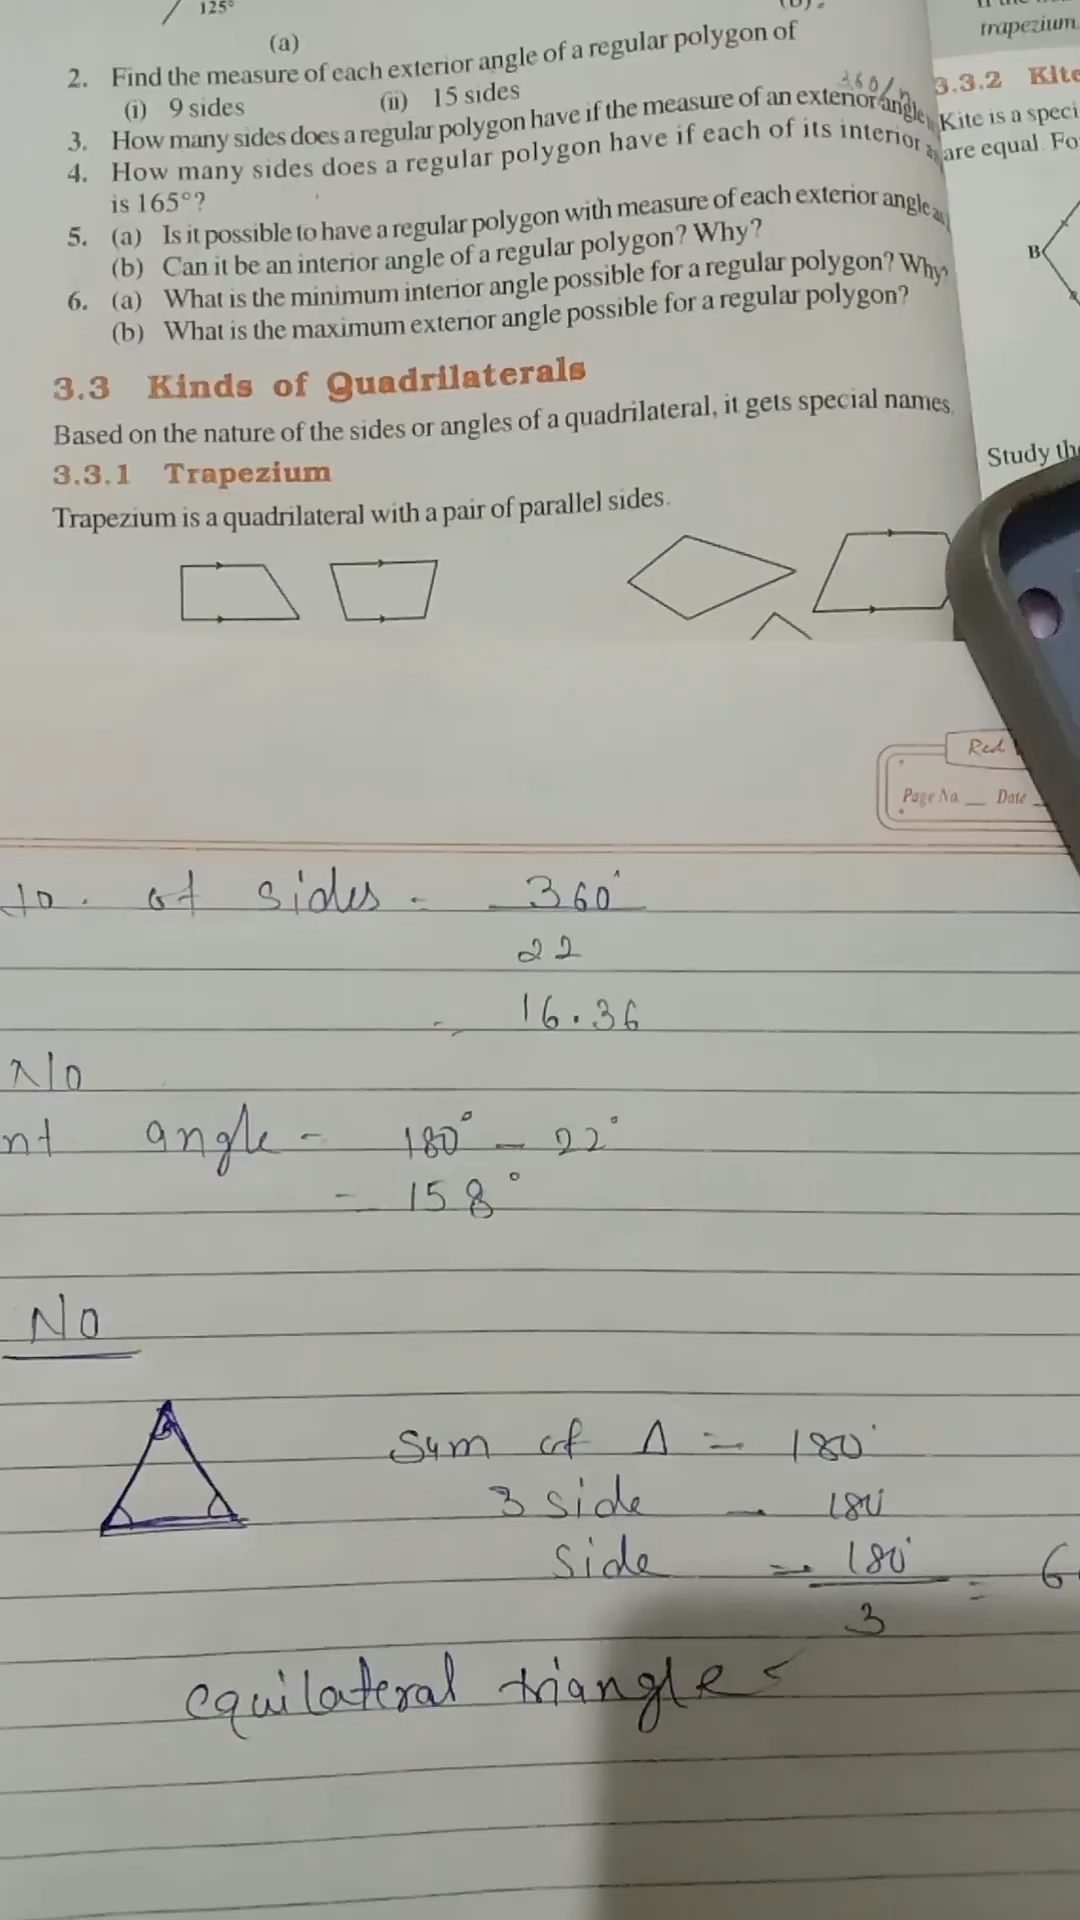 125°
(a)
2. Find the measure of each exterior angle of a regular polygon of
(i) 9 sides (ii) 15 sides
360/n
3. How many sides does a regular polygon have if the measure of an exterior angle
4. How many sides does a regular polygon have if each of its interior
is 165°?
5. (a) Is it possible to have a regular polygon with measure of each exterior angle
(b) Can it be an interior angle of a regular polygon? Why?
6. (a) What is the minimum interior angle possible for a regular polygon? Why?
(b) What is the maximum exterior angle possible for a regular polygon?
3.3 Kinds of Quadrilaterals
Based on the nature of the sides or angles of a quadrilateral, it gets special names.
3.3.1 Trapezium
Trapezium is a quadrilateral with a pair of parallel sides.
trapezium.
3.3.2 Kite
Kite is a speci
are equal. Fo
B
Study the
Red
Page No. Date
of sides = 360°
22
= 16.36
No
nt angle = 180° - 22°
= 158°
No
Sum of Δ = 180°
3 side = 180
side = 180° = 6
3
equilateral triangles